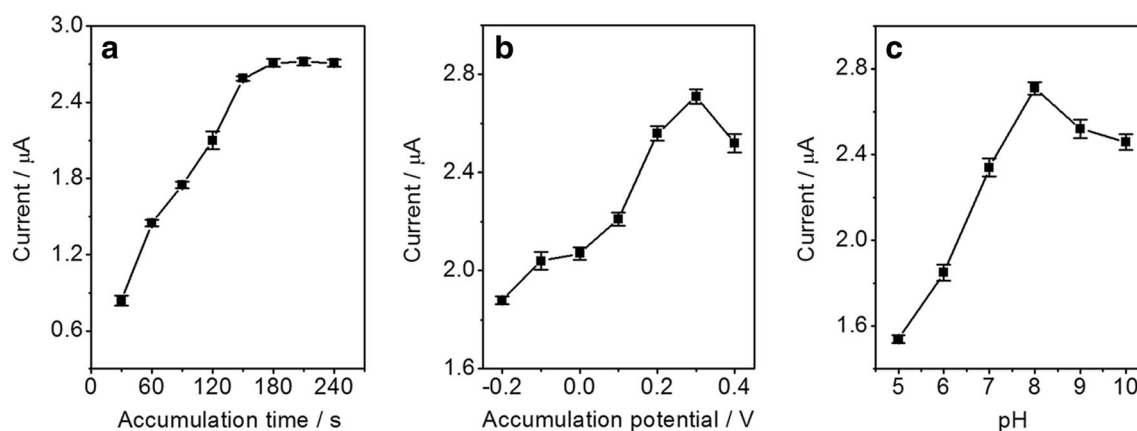 a
Current / μA
3.0
2.4
1.8
1.2
0.6
0 60 120 180 240
Accumulation time / s
b
Current / μA
2.8
2.4
2.0
1.6
-0.2 0.0 0.2 0.4
Accumulation potential / V
c
Current / μA
2.8
2.4
2.0
1.6
5 6 7 8 9 10
pH